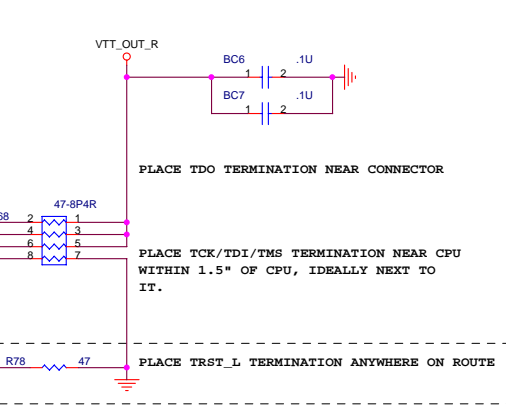 VTT_OUT_R
BC6 .1U
1 2
BC7 .1U
1 2
PLACE TDO TERMINATION NEAR CONNECTOR
47-8P4R
68 2 1
4 3
6 5
8 7
PLACE TCK/TDI/TMS TERMINATION NEAR CPU
WITHIN 1.5" OF CPU, IDEALLY NEXT TO
IT.
R78 47
PLACE TRST_L TERMINATION ANYWHERE ON ROUTE